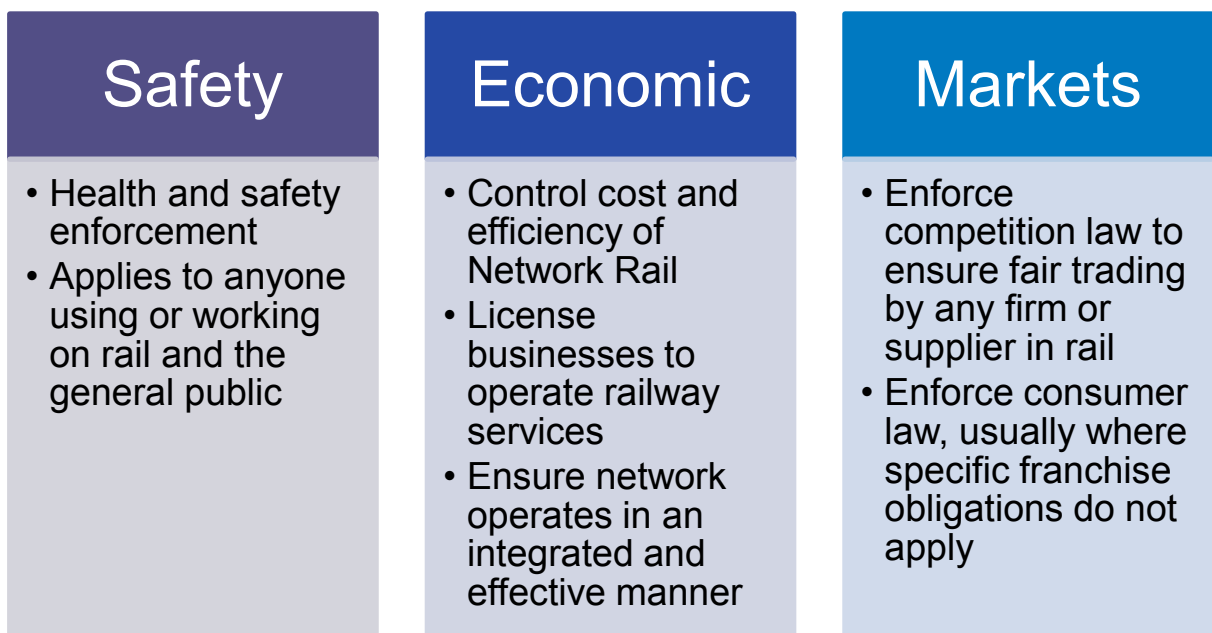 Safety
• Health and safety
enforcement
• Applies to anyone
using or working
on rail and the
general public
Economic
• Control cost and
efficiency of
Network Rail
• License
businesses to
operate railway
services
• Ensure network
operates in an
integrated and
effective manner
Markets
• Enforce
competition law to
ensure fair trading
by any firm or
supplier in rail
• Enforce consumer
law, usually where
specific franchise
obligations do not
apply